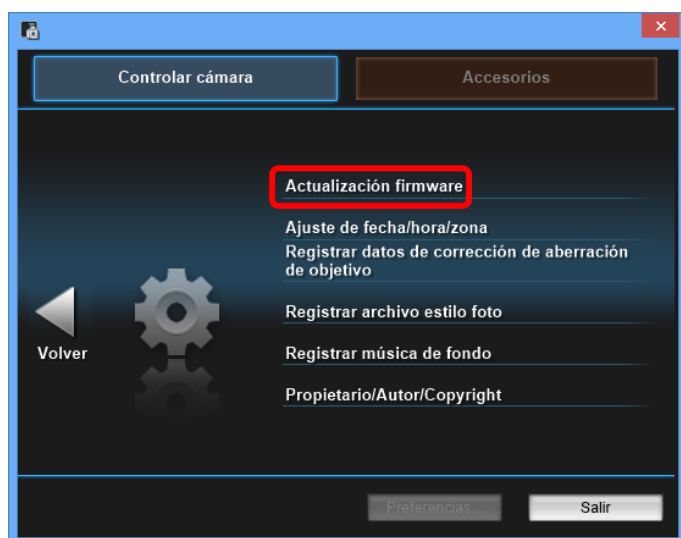 Controlar cámara
Accesorios
Actualización firmware
Ajuste de fecha/hora/zona
Registrar datos de corrección de aberración
de objetivo
Registrar archivo estilo foto
Volver
Registrar música de fondo
Propietario/Autor/Copyright
Preferencias...
Salir